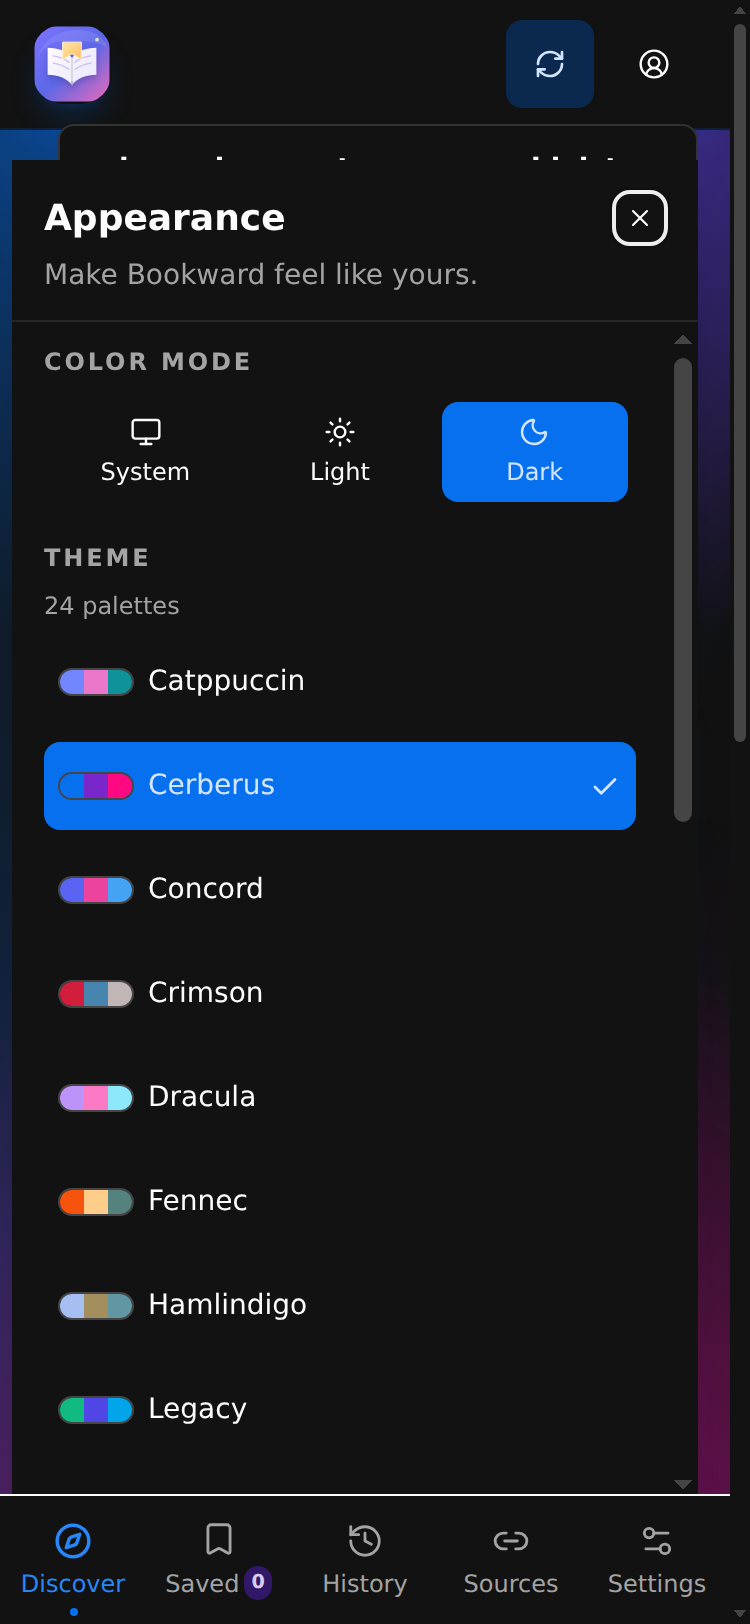 Appearance
Make Bookward feel like yours.
COLOR MODE
System
Light
Dark
THEME
24 palettes
Catppuccin
Cerberus
Concord
Crimson
Dracula
Fennec
Hamlindigo
Legacy
Discover
Saved 0
History
Sources
Settings